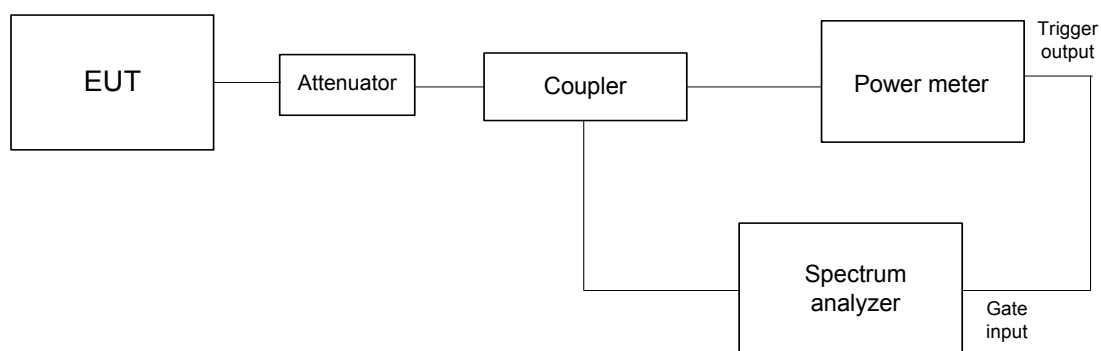 EUT
Attenuator
Coupler
Power meter
Trigger
output
Spectrum
analyzer
Gate
input